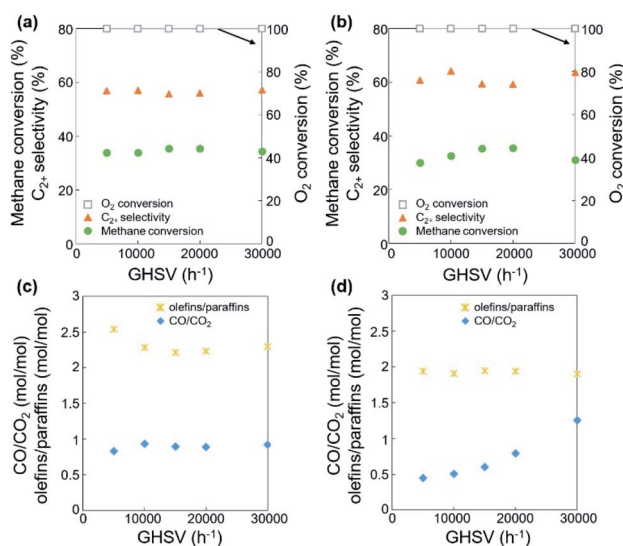 (a)
80
60
40
20
0
Methane conversion (%)
C2+ selectivity (%)
100
80
60
40
20
0
O2 conversion (%)
O2 conversion
C2+ selectivity
Methane conversion
0 10000 20000 30000
GHSV (h-1)
(b)
80
60
40
20
0
Methane conversion (%)
C2+ selectivity (%)
100
80
60
40
20
0
O2 conversion (%)
O2 conversion
C2+ selectivity
Methane conversion
0 10000 20000 30000
GHSV (h-1)
(c)
3
2.5
2
1.5
1
0.5
0
CO/CO2 (mol/mol)
olefins/paraffins (mol/mol)
olefins/paraffins
CO/CO2
0 10000 20000 30000
GHSV (h-1)
(d)
3
2.5
2
1.5
1
0.5
0
CO/CO2 (mol/mol)
olefins/paraffins (mol/mol)
olefins/paraffins
CO/CO2
0 10000 20000 30000
GHSV (h-1)